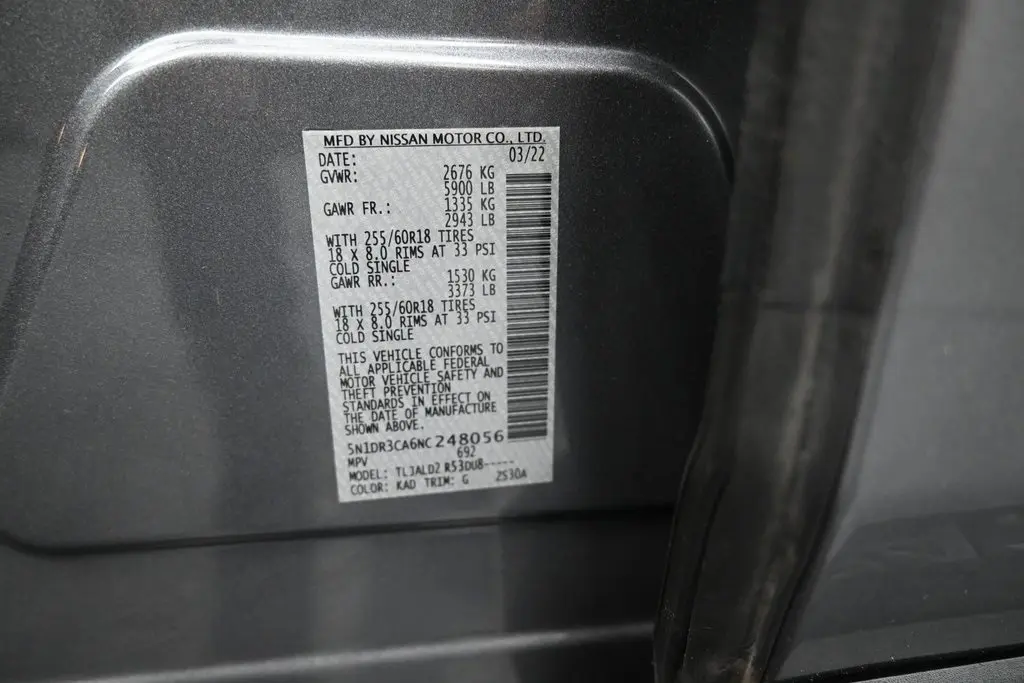 MFD BY NISSAN MOTOR CO., LTD.
DATE: 03/22
GVWR: 2676 KG
5900 LB
GAWR FR.: 1335 KG
2943 LB
WITH 255/60R18 TIRES
18 X 8.0 RIMS AT 33 PSI
COLD SINGLE
GAWR RR.: 1530 KG
3373 LB
WITH 255/60R18 TIRES
18 X 8.0 RIMS AT 33 PSI
COLD SINGLE
THIS VEHICLE CONFORMS TO
ALL APPLICABLE FEDERAL
MOTOR VEHICLE SAFETY AND
THEFT PREVENTION
STANDARDS IN EFFECT ON
THE DATE OF MANUFACTURE
SHOWN ABOVE.
5N1DR3CA6NC248056
MPV 692
MODEL: TL3ALD2 R53DU8-----
COLOR: KAD TRIM: G ZS30A